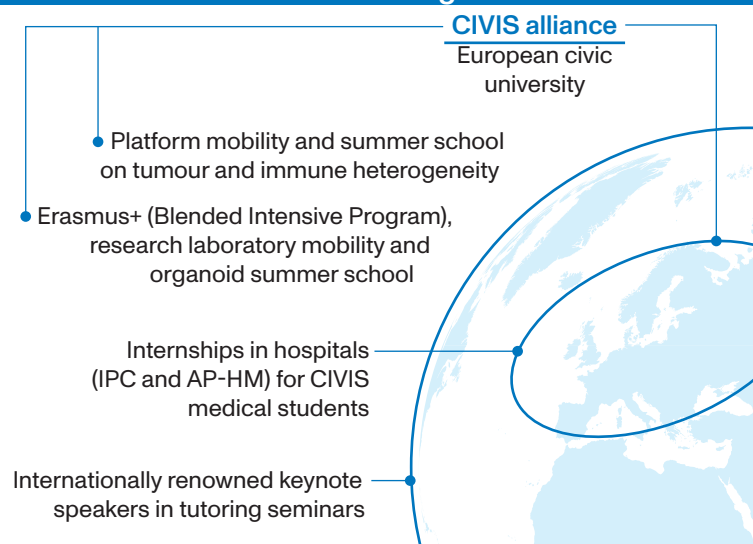 CIVIS alliance
European civic
university
Platform mobility and summer school
on tumour and immune heterogeneity
Erasmus+ (Blended Intensive Program),
research laboratory mobility and
organoid summer school
Internships in hospitals
(IPC and AP-HM) for CIVIS
medical students
Internationally renowned keynote
speakers in tutoring seminars